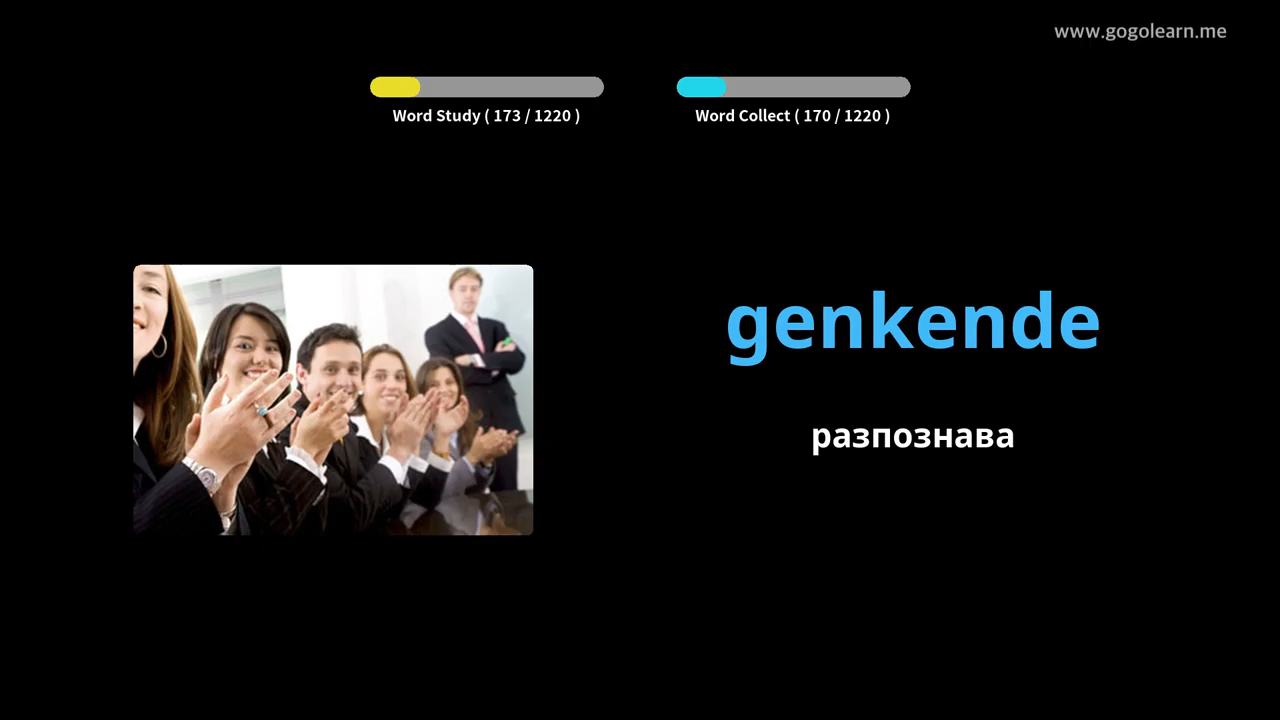 www.gogolearn.me
Word Study ( 173 / 1220 )
Word Collect ( 170 / 1220 )
genkende
разпознава